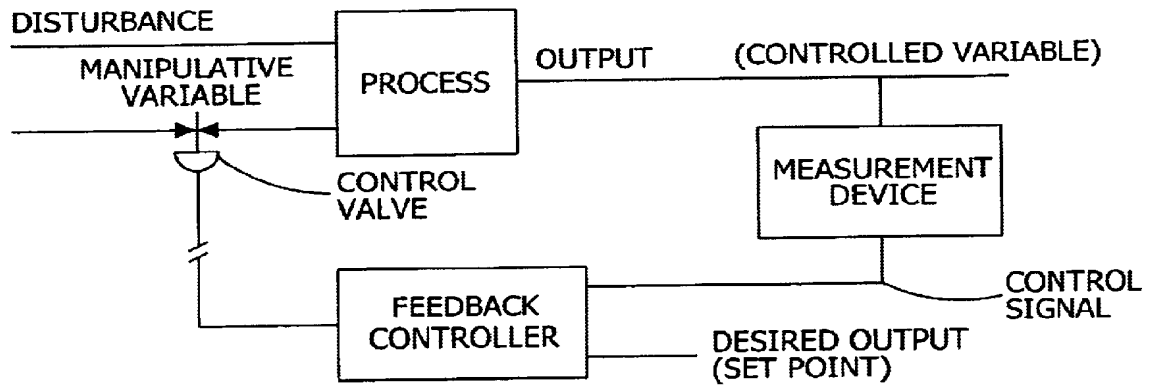 DISTURBANCE
MANIPULATIVE
VARIABLE
PROCESS
OUTPUT
(CONTROLLED VARIABLE)
CONTROL
VALVE
MEASUREMENT
DEVICE
FEEDBACK
CONTROLLER
CONTROL
SIGNAL
DESIRED OUTPUT
(SET POINT)